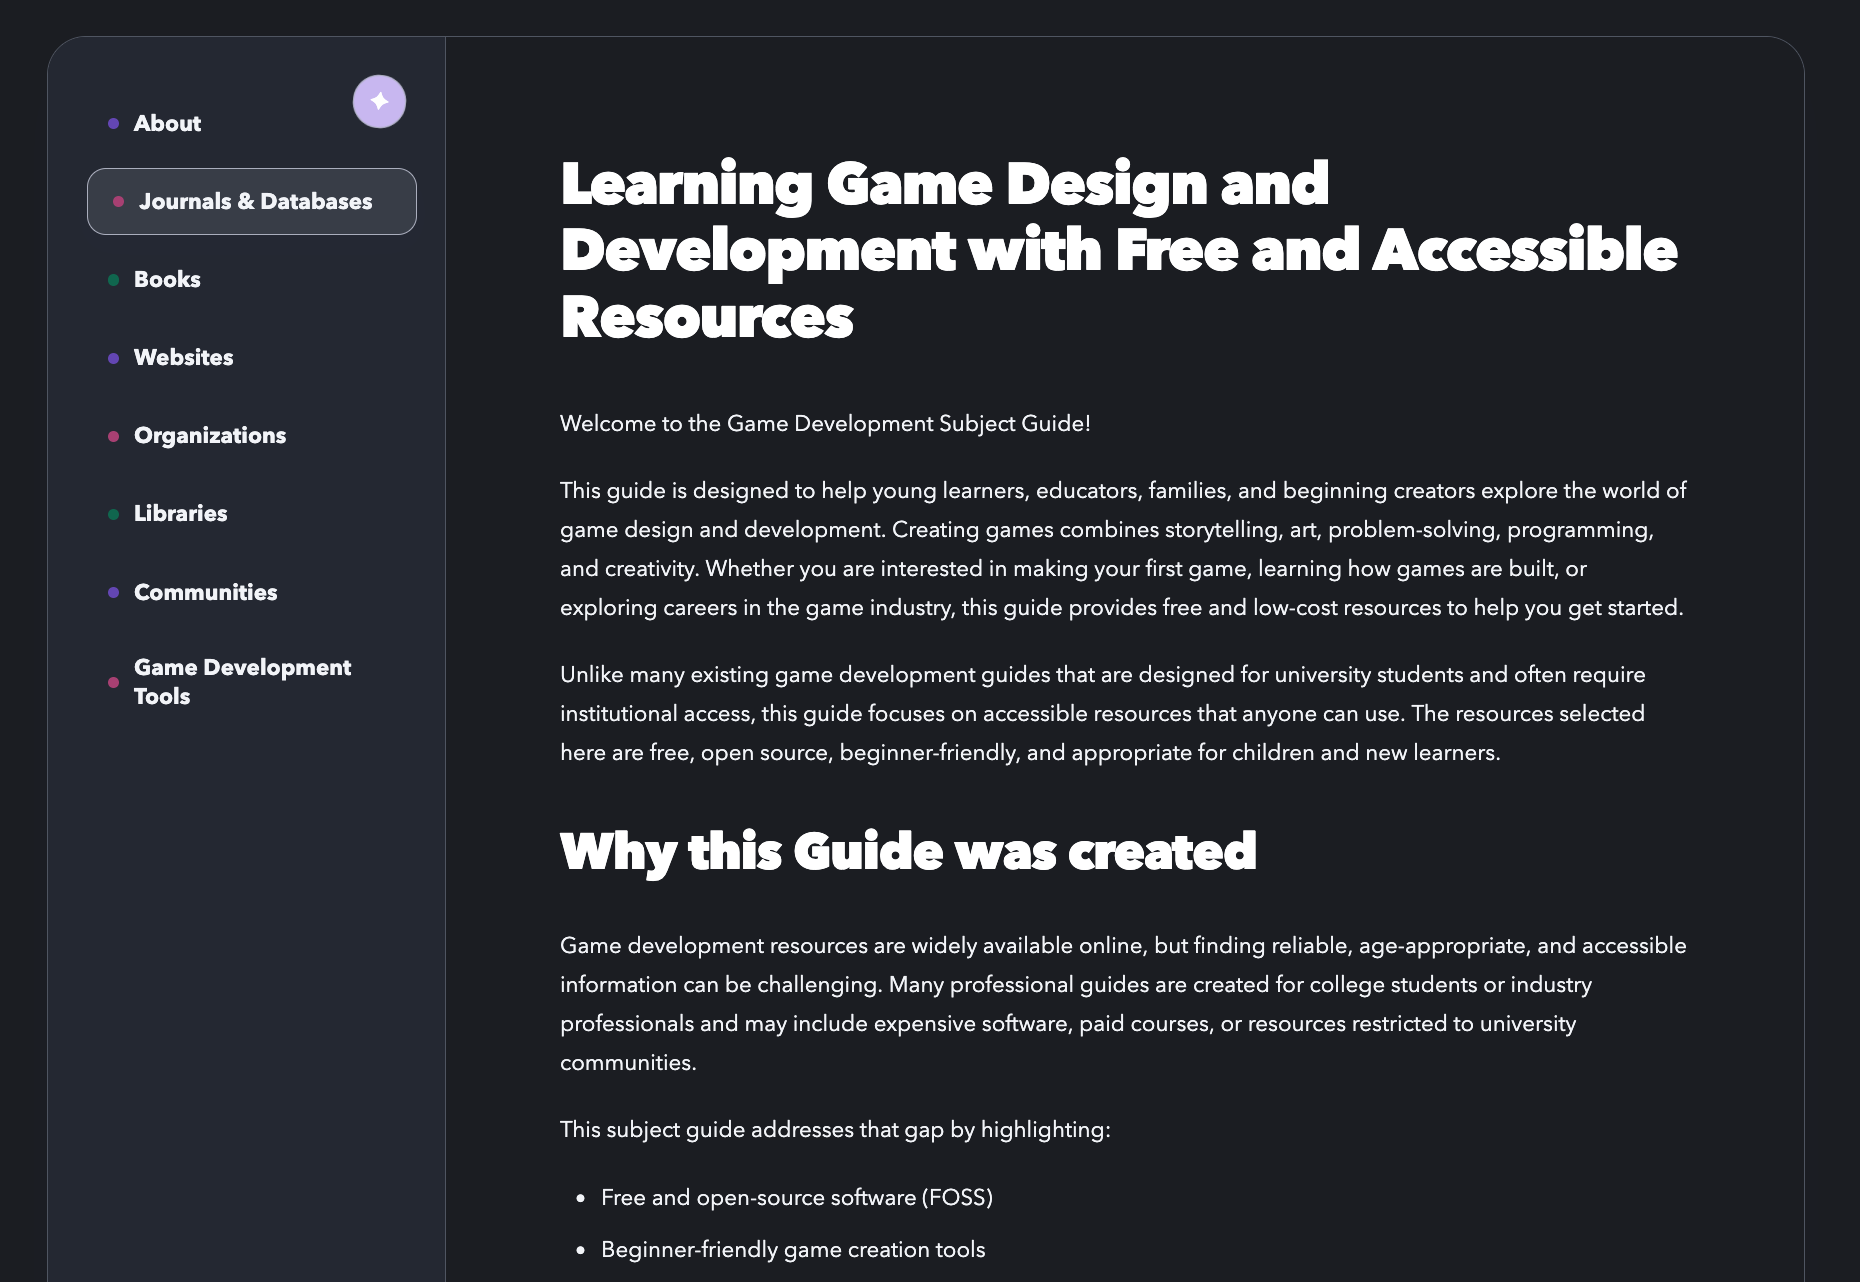 About
Journals & Databases
Books
Websites
Organizations
Libraries
Communities
Game Development
Tools
Learning Game Design and
Development with Free and Accessible
Resources
Welcome to the Game Development Subject Guide!
This guide is designed to help young learners, educators, families, and beginning creators explore the world of
game design and development. Creating games combines storytelling, art, problem-solving, programming,
and creativity. Whether you are interested in making your first game, learning how games are built, or
exploring careers in the game industry, this guide provides free and low-cost resources to help you get started.
Unlike many existing game development guides that are designed for university students and often require
institutional access, this guide focuses on accessible resources that anyone can use. The resources selected
here are free, open source, beginner-friendly, and appropriate for children and new learners.
Why this Guide was created
Game development resources are widely available online, but finding reliable, age-appropriate, and accessible
information can be challenging. Many professional guides are created for college students or industry
professionals and may include expensive software, paid courses, or resources restricted to university
communities.
This subject guide addresses that gap by highlighting:
• Free and open-source software (FOSS)
• Beginner-friendly game creation tools